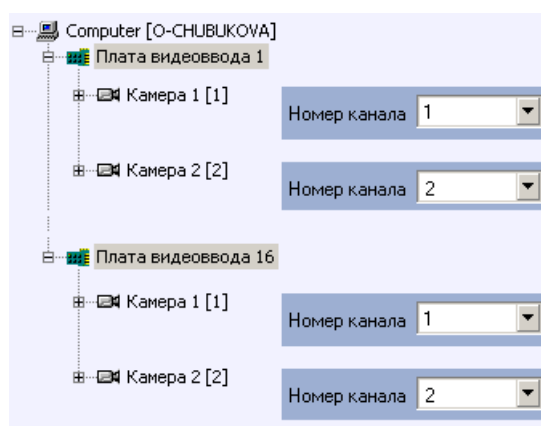 Computer [O-CHUBUKOVA]
Плата видеоввода 1
Камера 1 [1]
Номер канала 1
Камера 2 [2]
Номер канала 2
Плата видеоввода 16
Камера 1 [1]
Номер канала 1
Камера 2 [2]
Номер канала 2